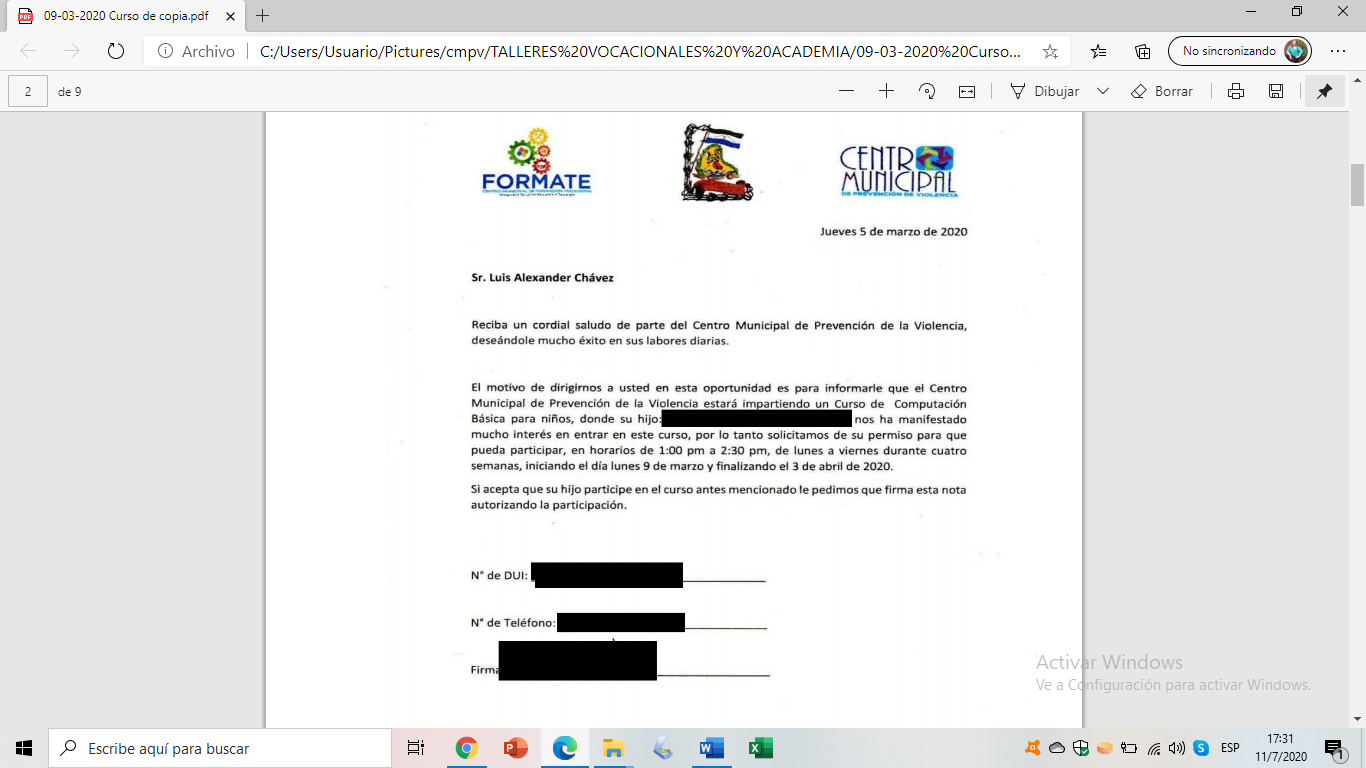 09-03-2020 Curso de copia.pdf
Archivo
C:/Users/Usuario/Pictures/cmpv/TALLERES%20VOCACIONALES%20Y%20ACADEMIA/09-03-2020%20Curso...
No sincronizando
2 de 9
Dibujar
Borrar
FORMATE
CENTRO MUNICIPAL DE FORMACIÓN VOCACIONAL
CENTRO
MUNICIPAL
DE PREVENCIÓN DE VIOLENCIA
Jueves 5 de marzo de 2020
Sr. Luis Alexander Chávez
Reciba un cordial saludo de parte del Centro Municipal de Prevención de la Violencia,
deseándole mucho éxito en sus labores diarias.
El motivo de dirigirnos a usted en esta oportunidad es para informarle que el Centro
Municipal de Prevención de la Violencia estará impartiendo un Curso de Computación
Básica para niños, donde su hijo: nos ha manifestado
mucho interés en entrar en este curso, por lo tanto solicitamos de su permiso para que
pueda participar, en horarios de 1:00 pm a 2:30 pm, de lunes a viernes durante cuatro
semanas, iniciando el día lunes 9 de marzo y finalizando el 3 de abril de 2020.
Si acepta que su hijo participe en el curso antes mencionado le pedimos que firma esta nota
autorizando la participación.
N° de DUI:
N° de Teléfono:
Firma
Activar Windows
Ve a Configuración para activar Windows.
Escribe aquí para buscar
ESP
17:31
11/7/2020
1